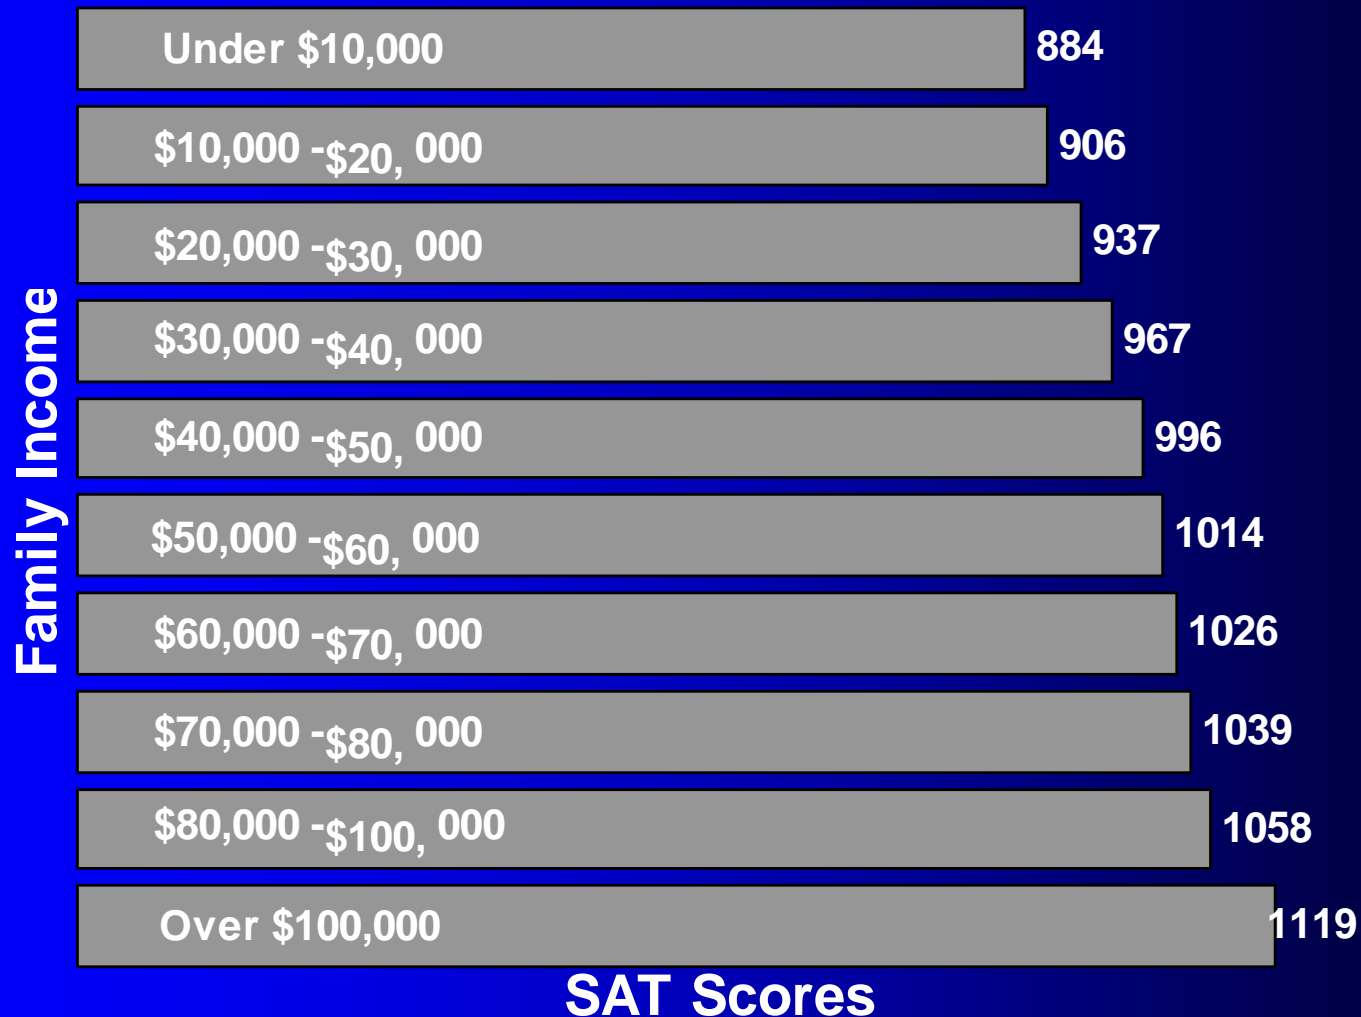 Under $10,000 884
$10,000 -$20, 000 906
$20,000 -$30, 000 937
$30,000 -$40, 000 967
$40,000 -$50, 000 996
$50,000 -$60, 000 1014
$60,000 -$70, 000 1026
$70,000 -$80, 000 1039
$80,000 -$100, 000 1058
Over $100,000 1119
Family Income
SAT Scores